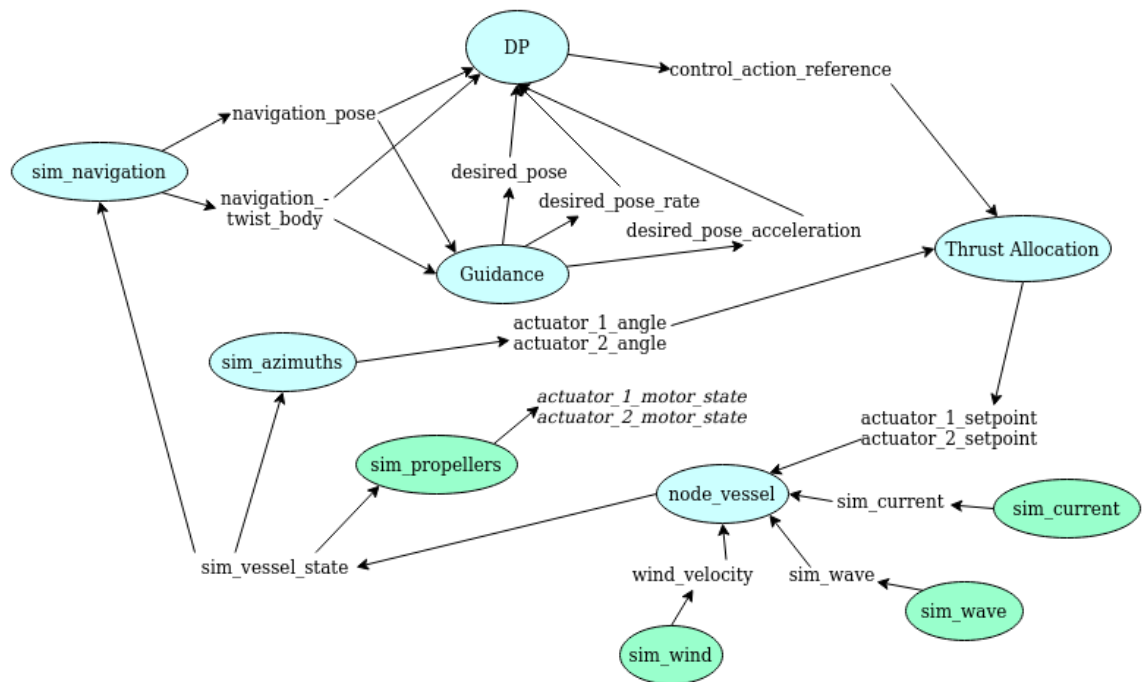 DP
control_action_reference
navigation_pose
sim_navigation
desired_pose
navigation_-
twist_body
desired_pose_rate
desired_pose_acceleration
Thrust Allocation
Guidance
actuator_1_angle
actuator_2_angle
sim_azimuths
actuator_1_motor_state
actuator_2_motor_state
actuator_1_setpoint
actuator_2_setpoint
sim_propellers
node_vessel
sim_current
sim_current
sim_vessel_state
wind_velocity
sim_wave
sim_wave
sim_wind